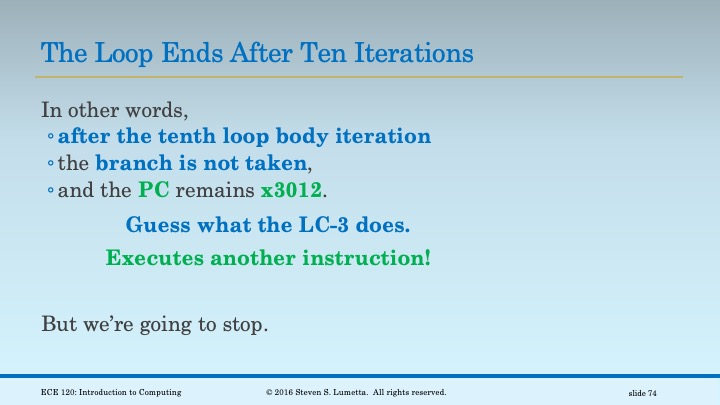 The Loop Ends After Ten Iterations
In other words,
◦after the tenth loop body iteration
◦the branch is not taken,
◦and the PC remains x3012.
Guess what the LC-3 does.
Executes another instruction!
But we’re going to stop.
ECE 120: Introduction to Computing
© 2016 Steven S. Lumetta. All rights reserved.
slide 74